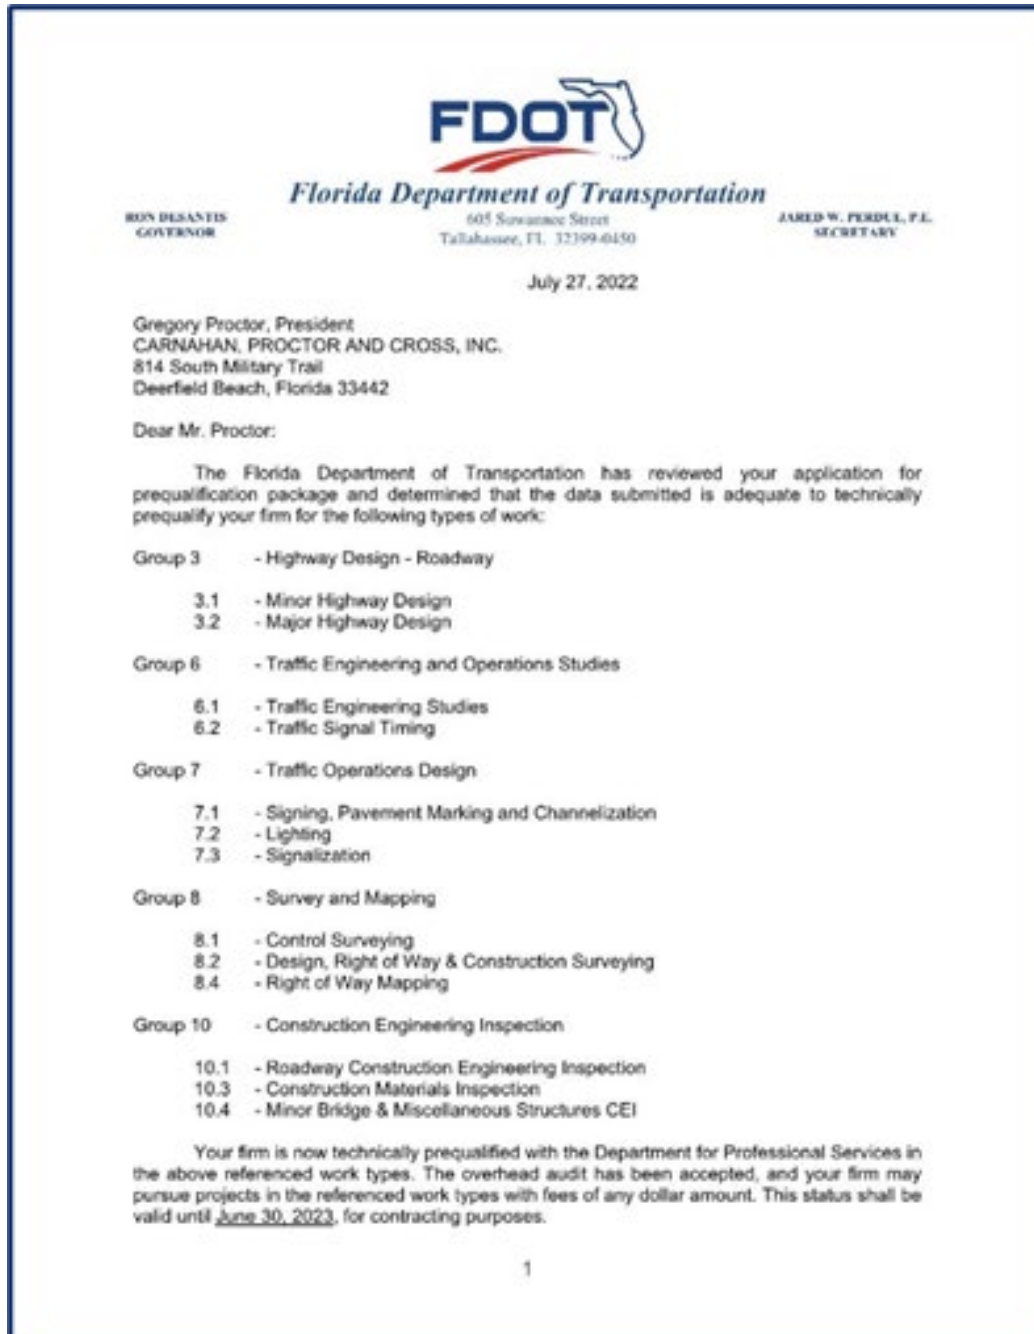 FDOT
Florida Department of Transportation
RON DESANTIS
GOVERNOR
605 Suwannee Street
Tallahassee, FL 32399-0450
JARED W. PERDUE, P.E.
SECRETARY
July 27, 2022
Gregory Proctor, President
CARNAHAN, PROCTOR AND CROSS, INC.
814 South Military Trail
Deerfield Beach, Florida 33442
Dear Mr. Proctor:
The Florida Department of Transportation has reviewed your application for
prequalification package and determined that the data submitted is adequate to technically
prequalify your firm for the following types of work:
Group 3 - Highway Design - Roadway
3.1 - Minor Highway Design
3.2 - Major Highway Design
Group 6 - Traffic Engineering and Operations Studies
6.1 - Traffic Engineering Studies
6.2 - Traffic Signal Timing
Group 7 - Traffic Operations Design
7.1 - Signing, Pavement Marking and Channelization
7.2 - Lighting
7.3 - Signalization
Group 8 - Survey and Mapping
8.1 - Control Surveying
8.2 - Design, Right of Way & Construction Surveying
8.4 - Right of Way Mapping
Group 10 - Construction Engineering Inspection
10.1 - Roadway Construction Engineering Inspection
10.3 - Construction Materials Inspection
10.4 - Minor Bridge & Miscellaneous Structures CEI
Your firm is now technically prequalified with the Department for Professional Services in
the above referenced work types. The overhead audit has been accepted, and your firm may
pursue projects in the referenced work types with fees of any dollar amount. This status shall be
valid until June 30, 2023, for contracting purposes.
1